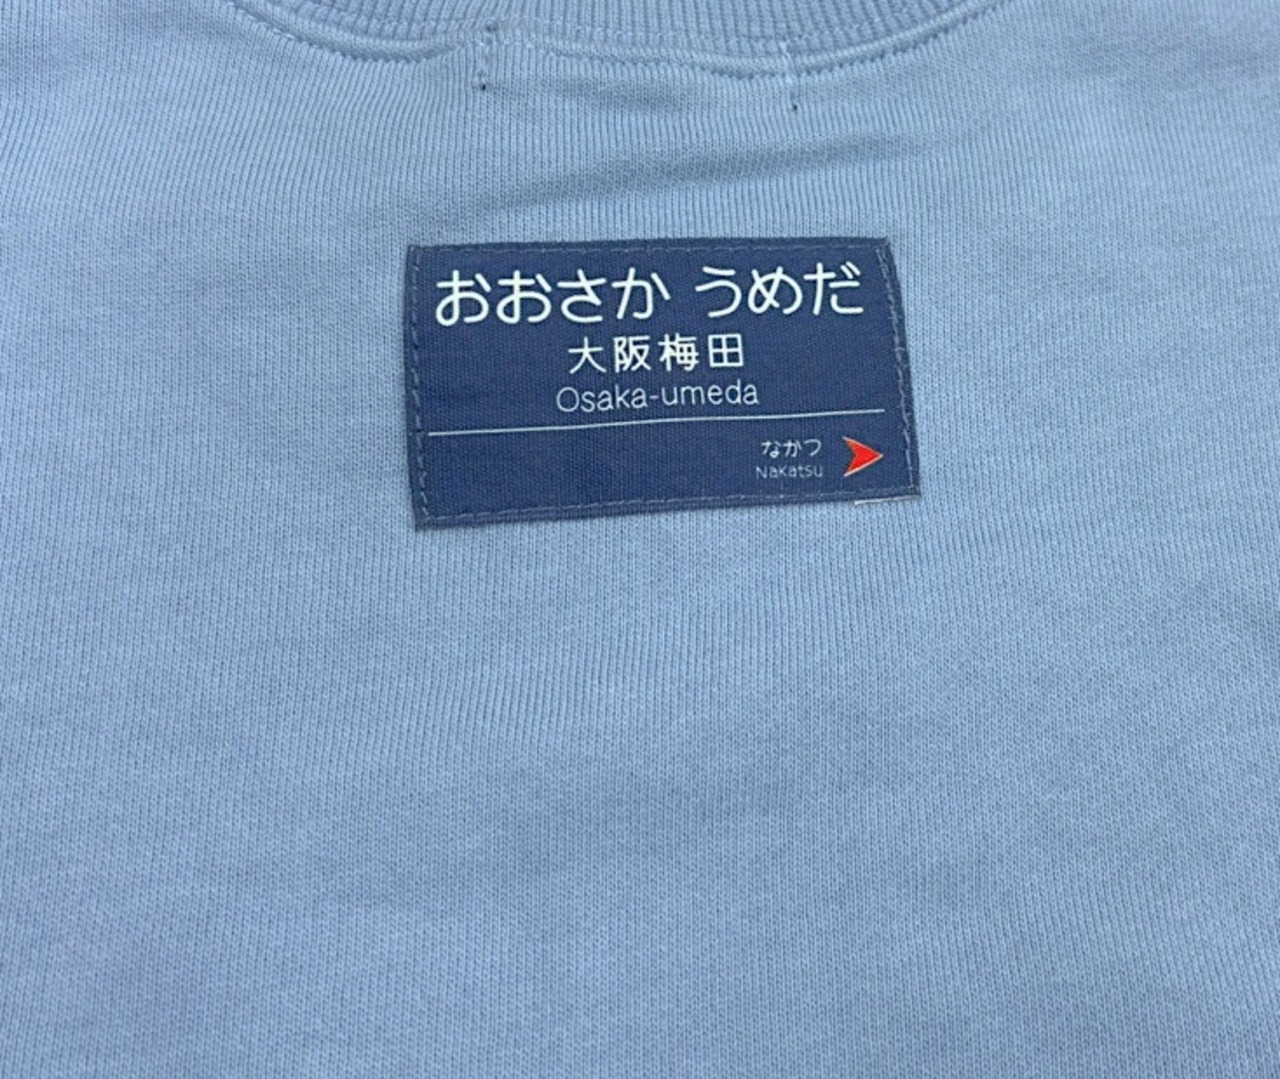 おおさか うめだ
大阪梅田
Osaka-umeda
なかつ
Nakatsu